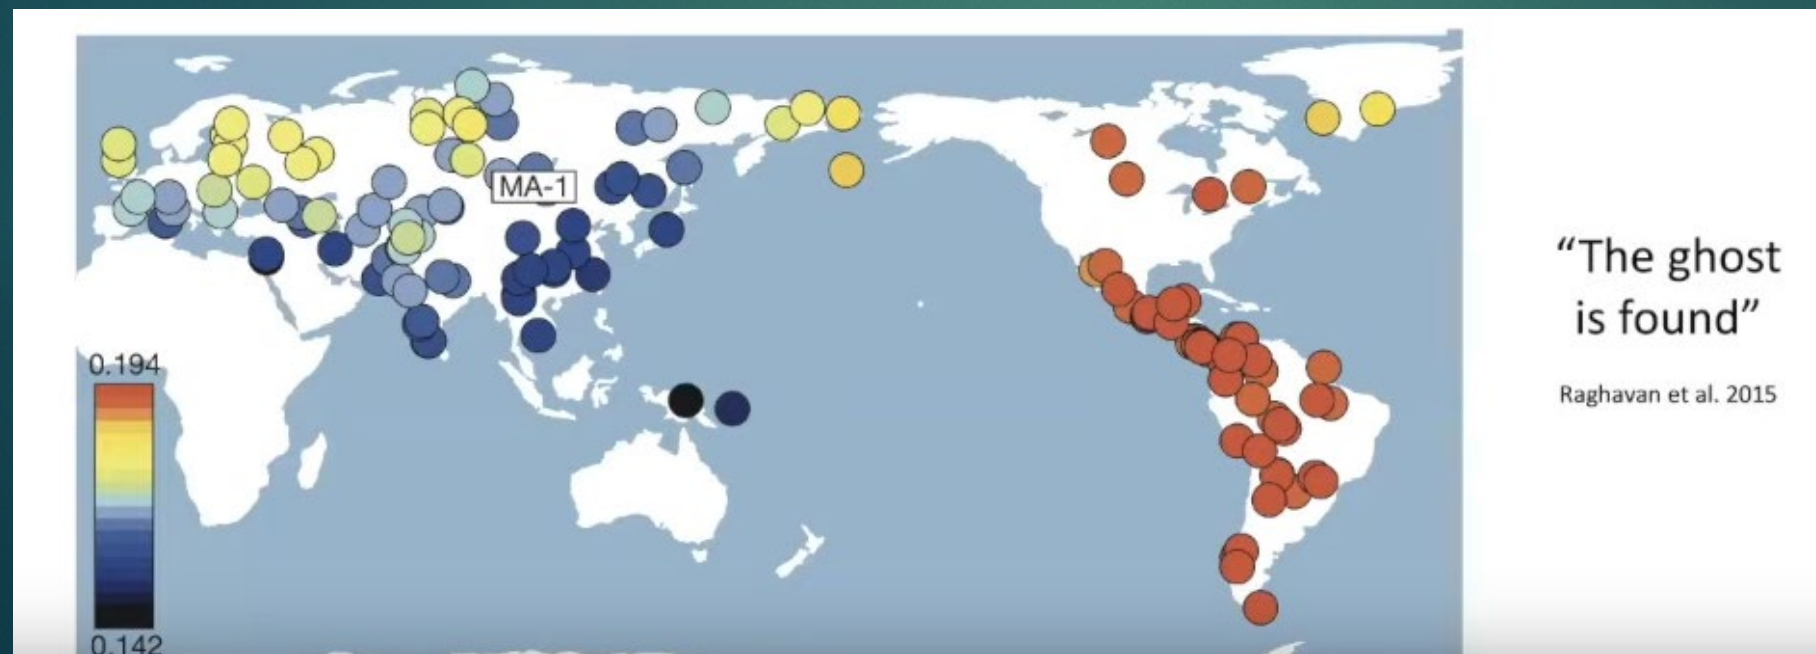 MA-1
0.194
0.142
“The ghost
is found”
Raghavan et al. 2015